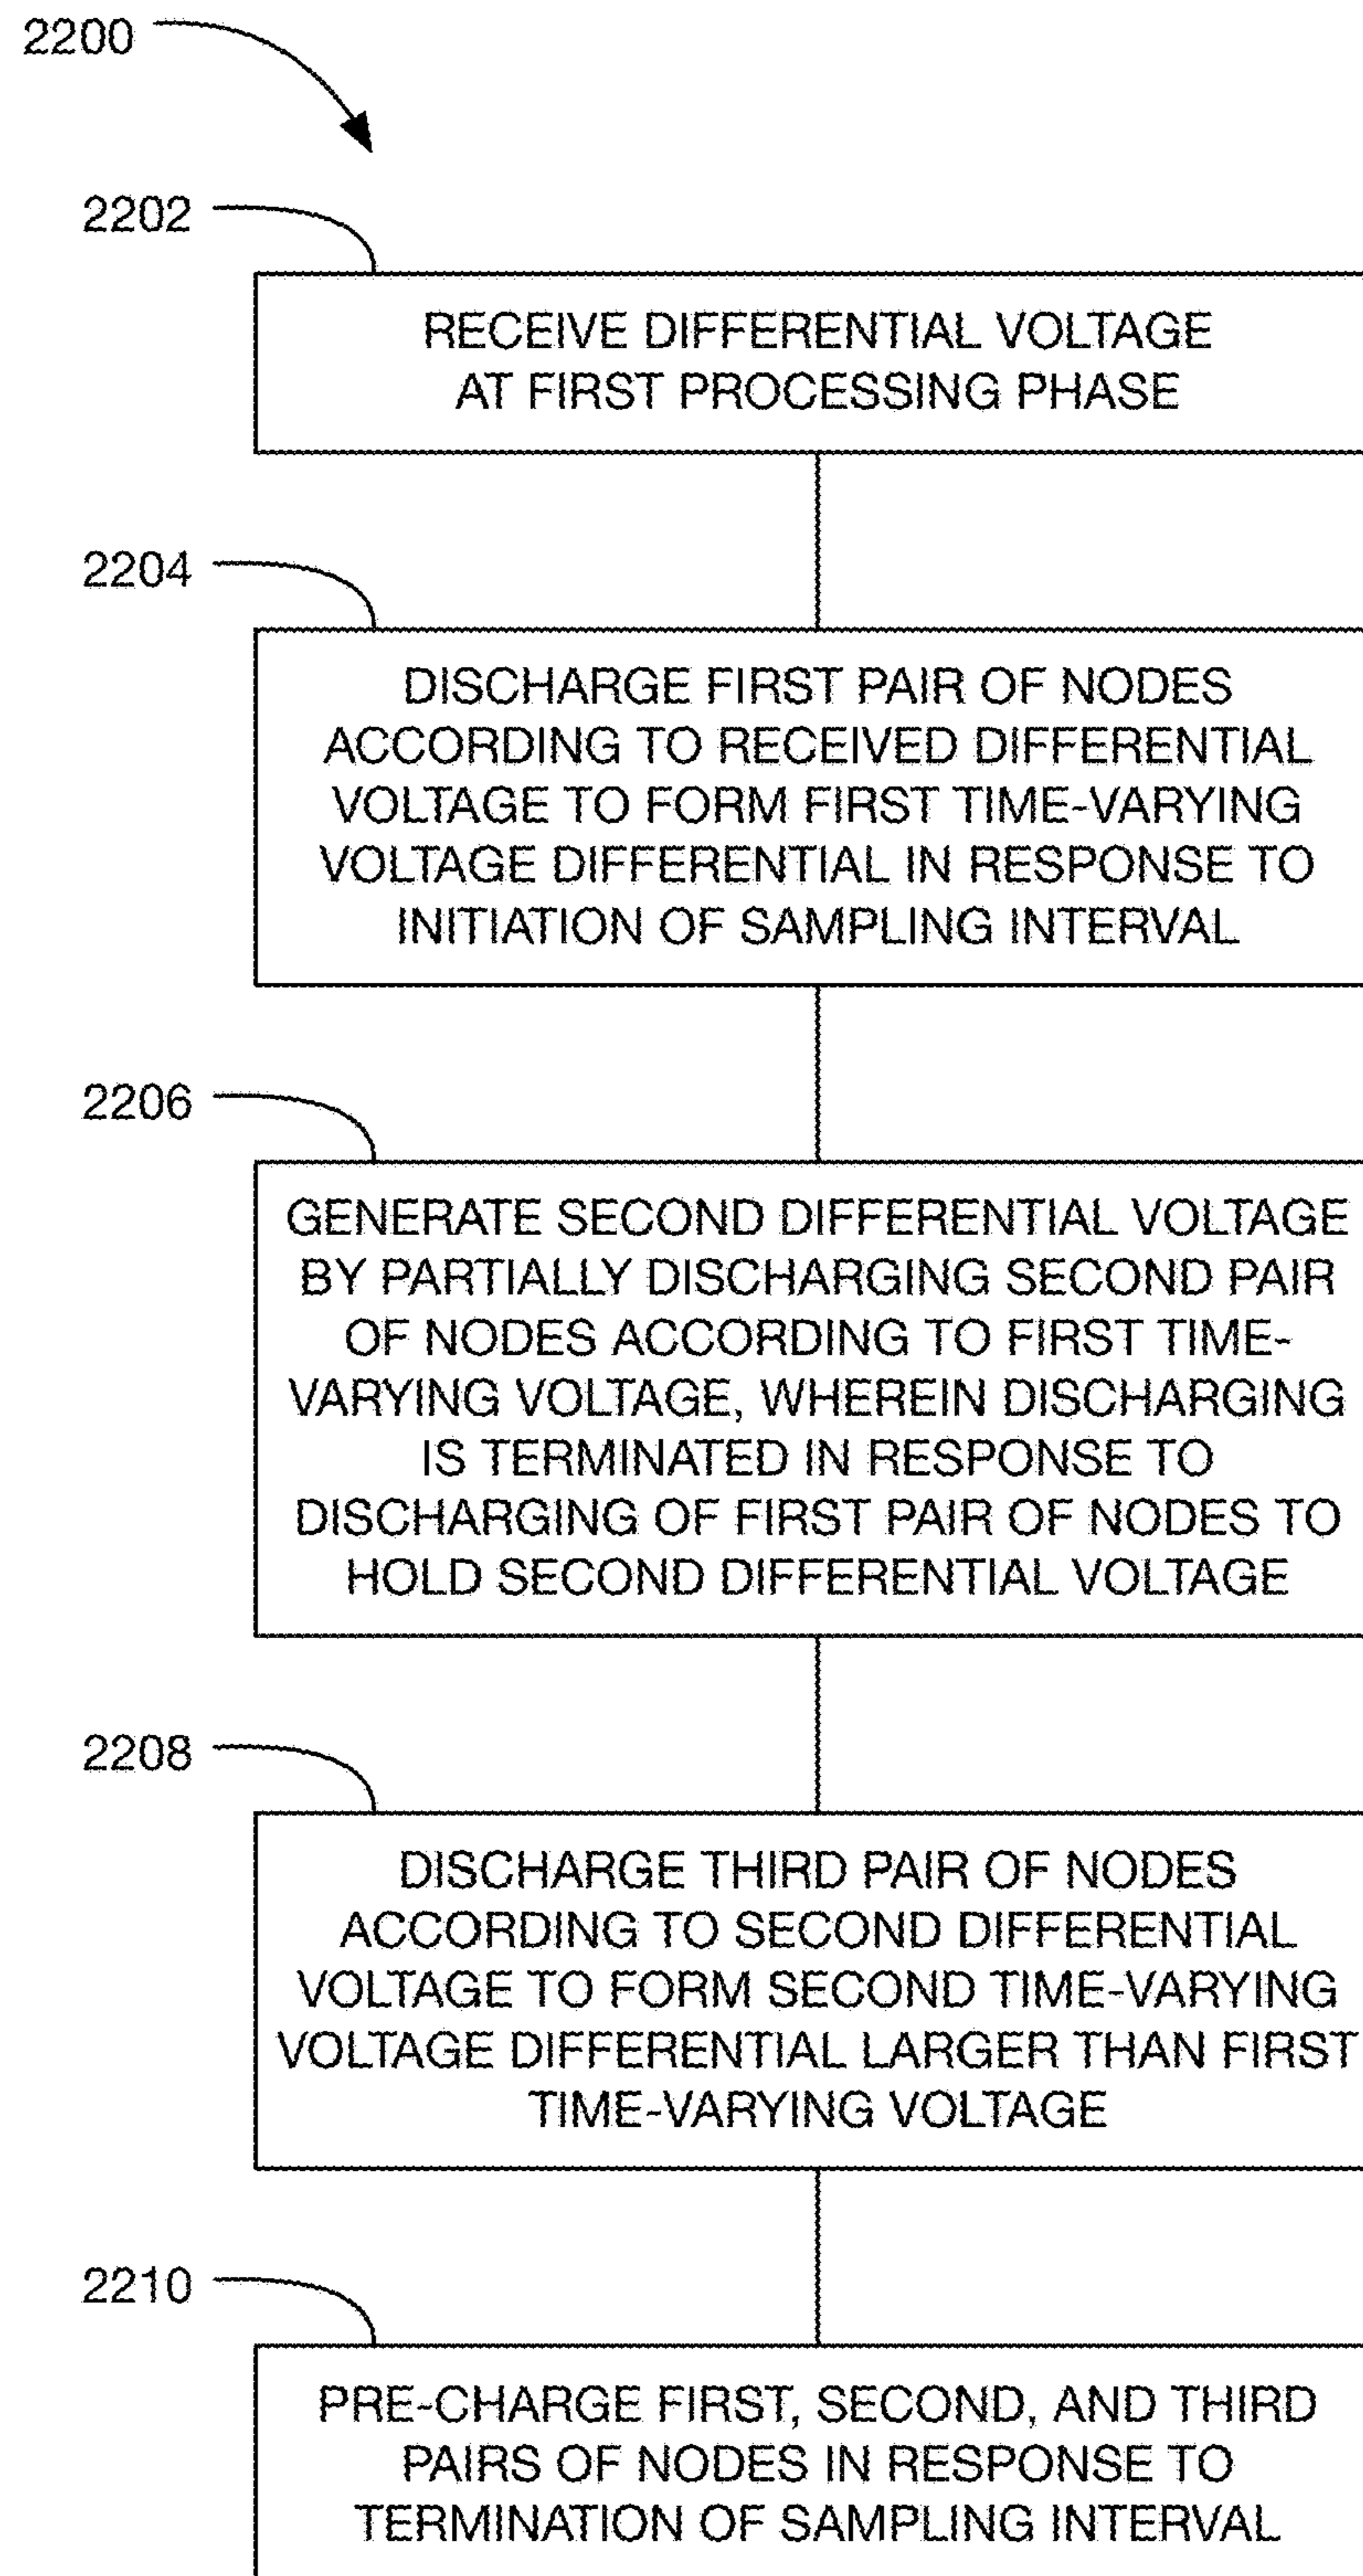 2200
2202
RECEIVE DIFFERENTIAL VOLTAGE
AT FIRST PROCESSING PHASE
2204
DISCHARGE FIRST PAIR OF NODES
ACCORDING TO RECEIVED DIFFERENTIAL
VOLTAGE TO FORM FIRST TIME-VARYING
VOLTAGE DIFFERENTIAL IN RESPONSE TO
INITIATION OF SAMPLING INTERVAL
2206
GENERATE SECOND DIFFERENTIAL VOLTAGE
BY PARTIALLY DISCHARGING SECOND PAIR
OF NODES ACCORDING TO FIRST TIME-
VARYING VOLTAGE, WHEREIN DISCHARGING
IS TERMINATED IN RESPONSE TO
DISCHARGING OF FIRST PAIR OF NODES TO
HOLD SECOND DIFFERENTIAL VOLTAGE
2208
DISCHARGE THIRD PAIR OF NODES
ACCORDING TO SECOND DIFFERENTIAL
VOLTAGE TO FORM SECOND TIME-VARYING
VOLTAGE DIFFERENTIAL LARGER THAN FIRST
TIME-VARYING VOLTAGE
2210
PRE-CHARGE FIRST, SECOND, AND THIRD
PAIRS OF NODES IN RESPONSE TO
TERMINATION OF SAMPLING INTERVAL